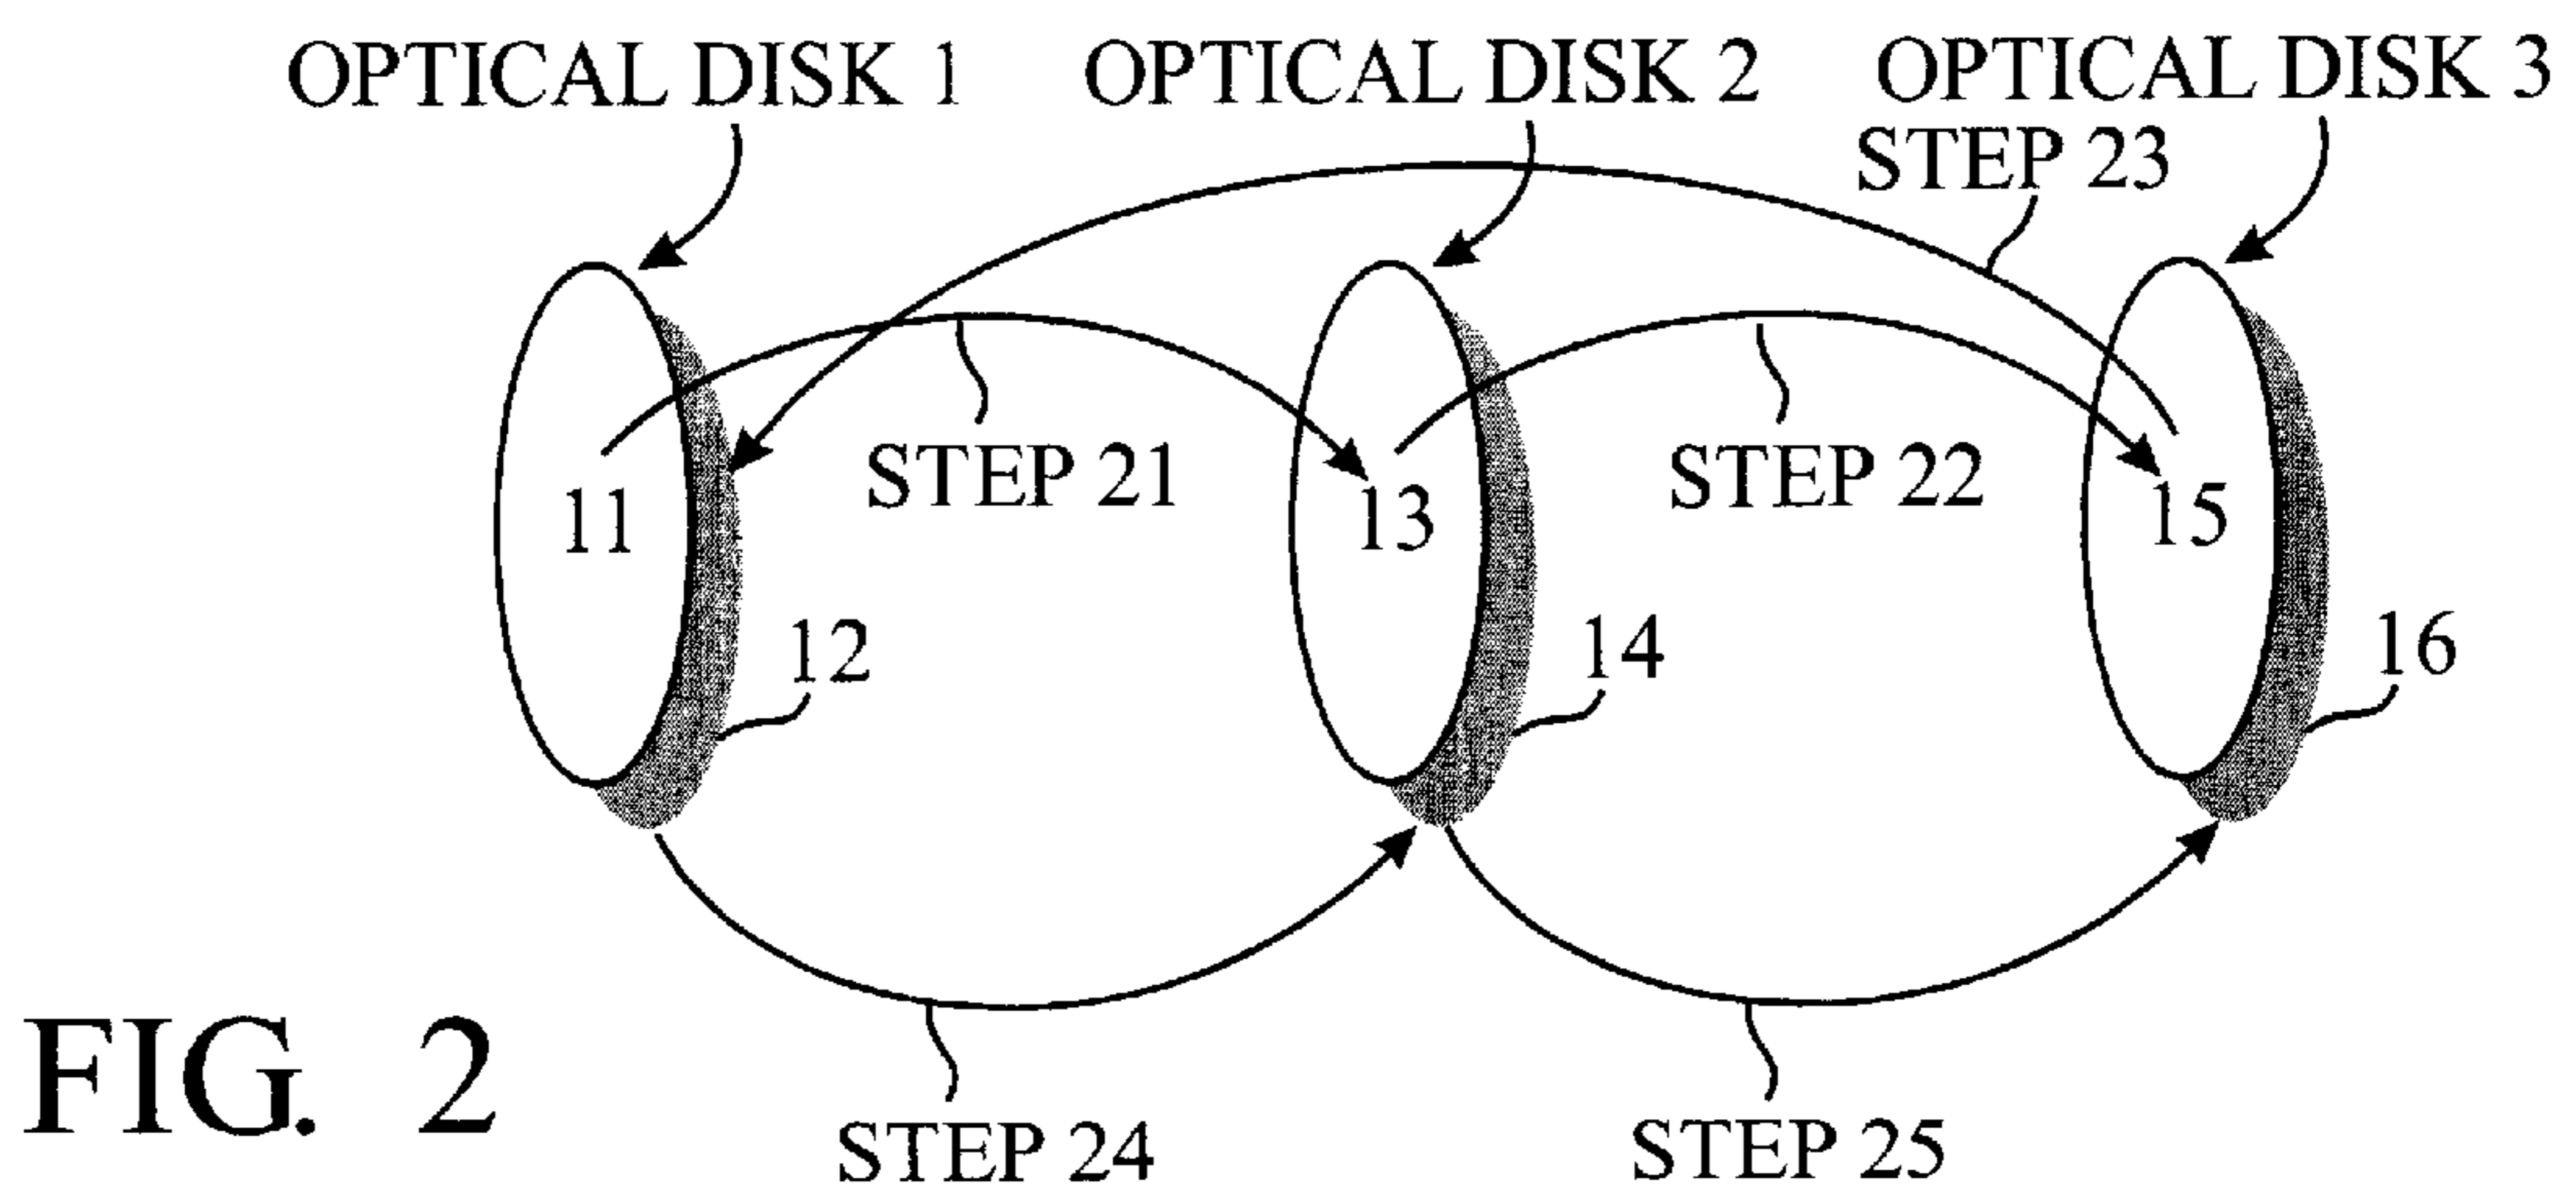 OPTICAL DISK 1 OPTICAL DISK 2 OPTICAL DISK 3
STEP 23
STEP 21 STEP 22
11 13 15
12 14 16
FIG. 2
STEP 24 STEP 25